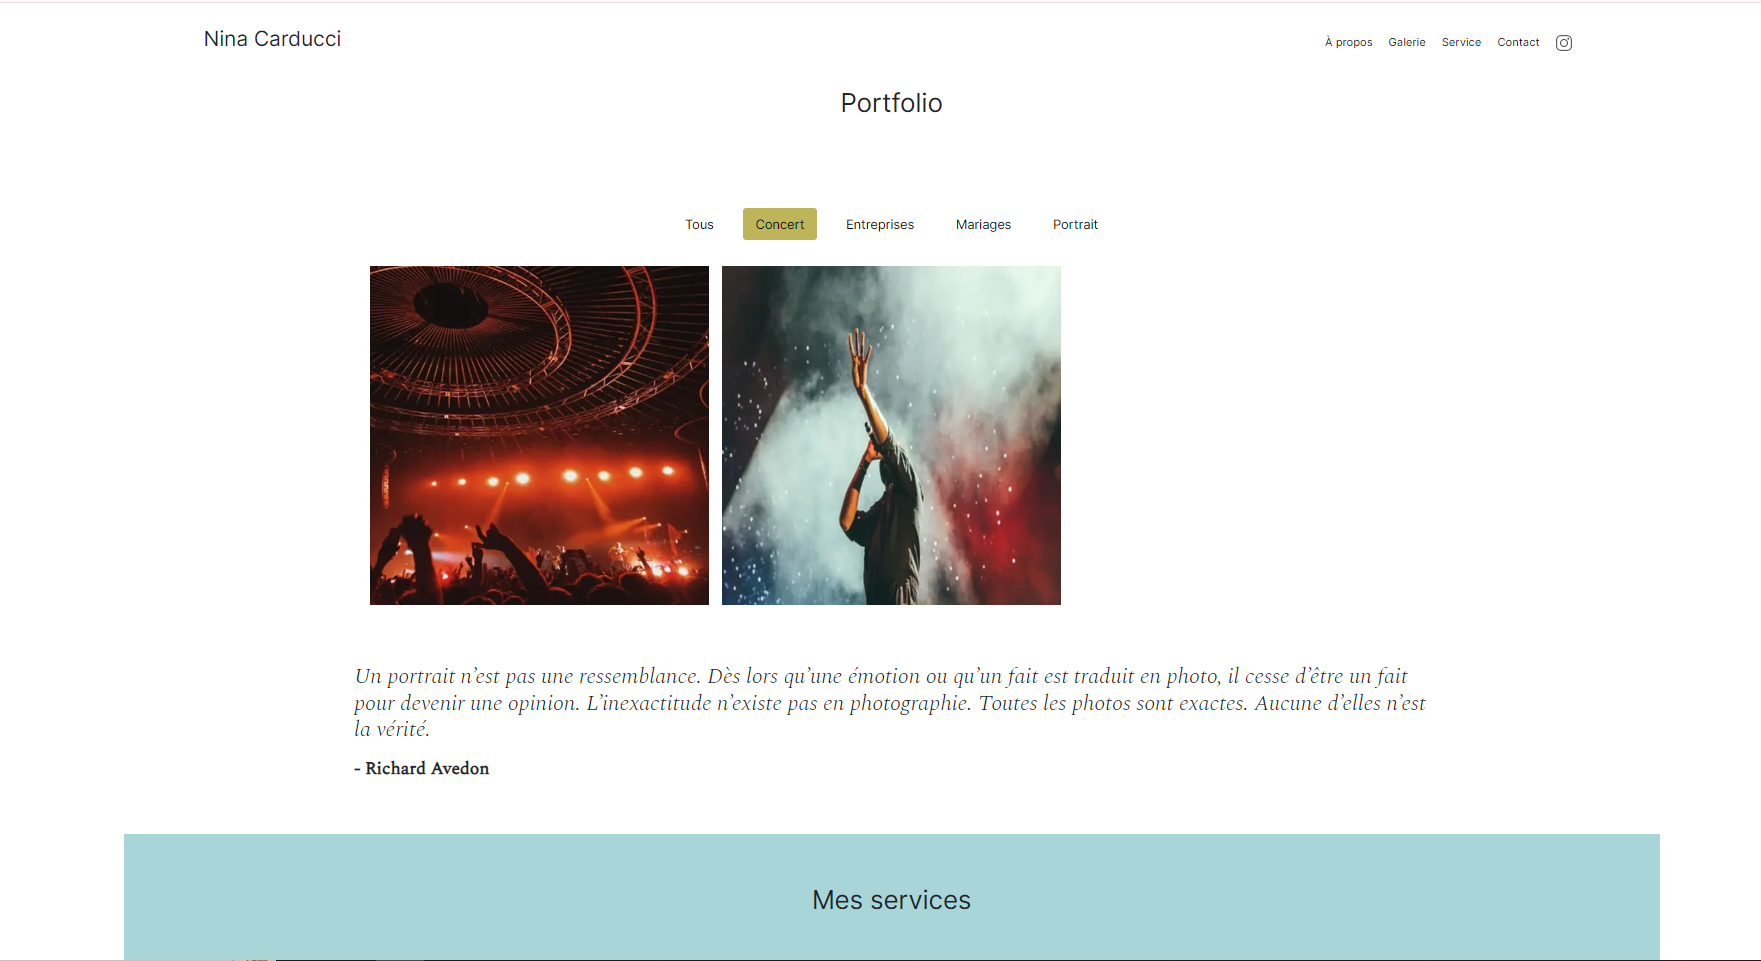 Nina Carducci
À propos Galerie Service Contact
Portfolio
Tous Concert Entreprises Mariages Portrait
Un portrait n’est pas une ressemblance. Dès lors qu’une émotion ou qu’un fait est traduit en photo, il cesse d’être un fait
pour devenir une opinion. L’inexactitude n’existe pas en photographie. Toutes les photos sont exactes. Aucune d’elles n’est
la vérité.
- Richard Avedon
Mes services